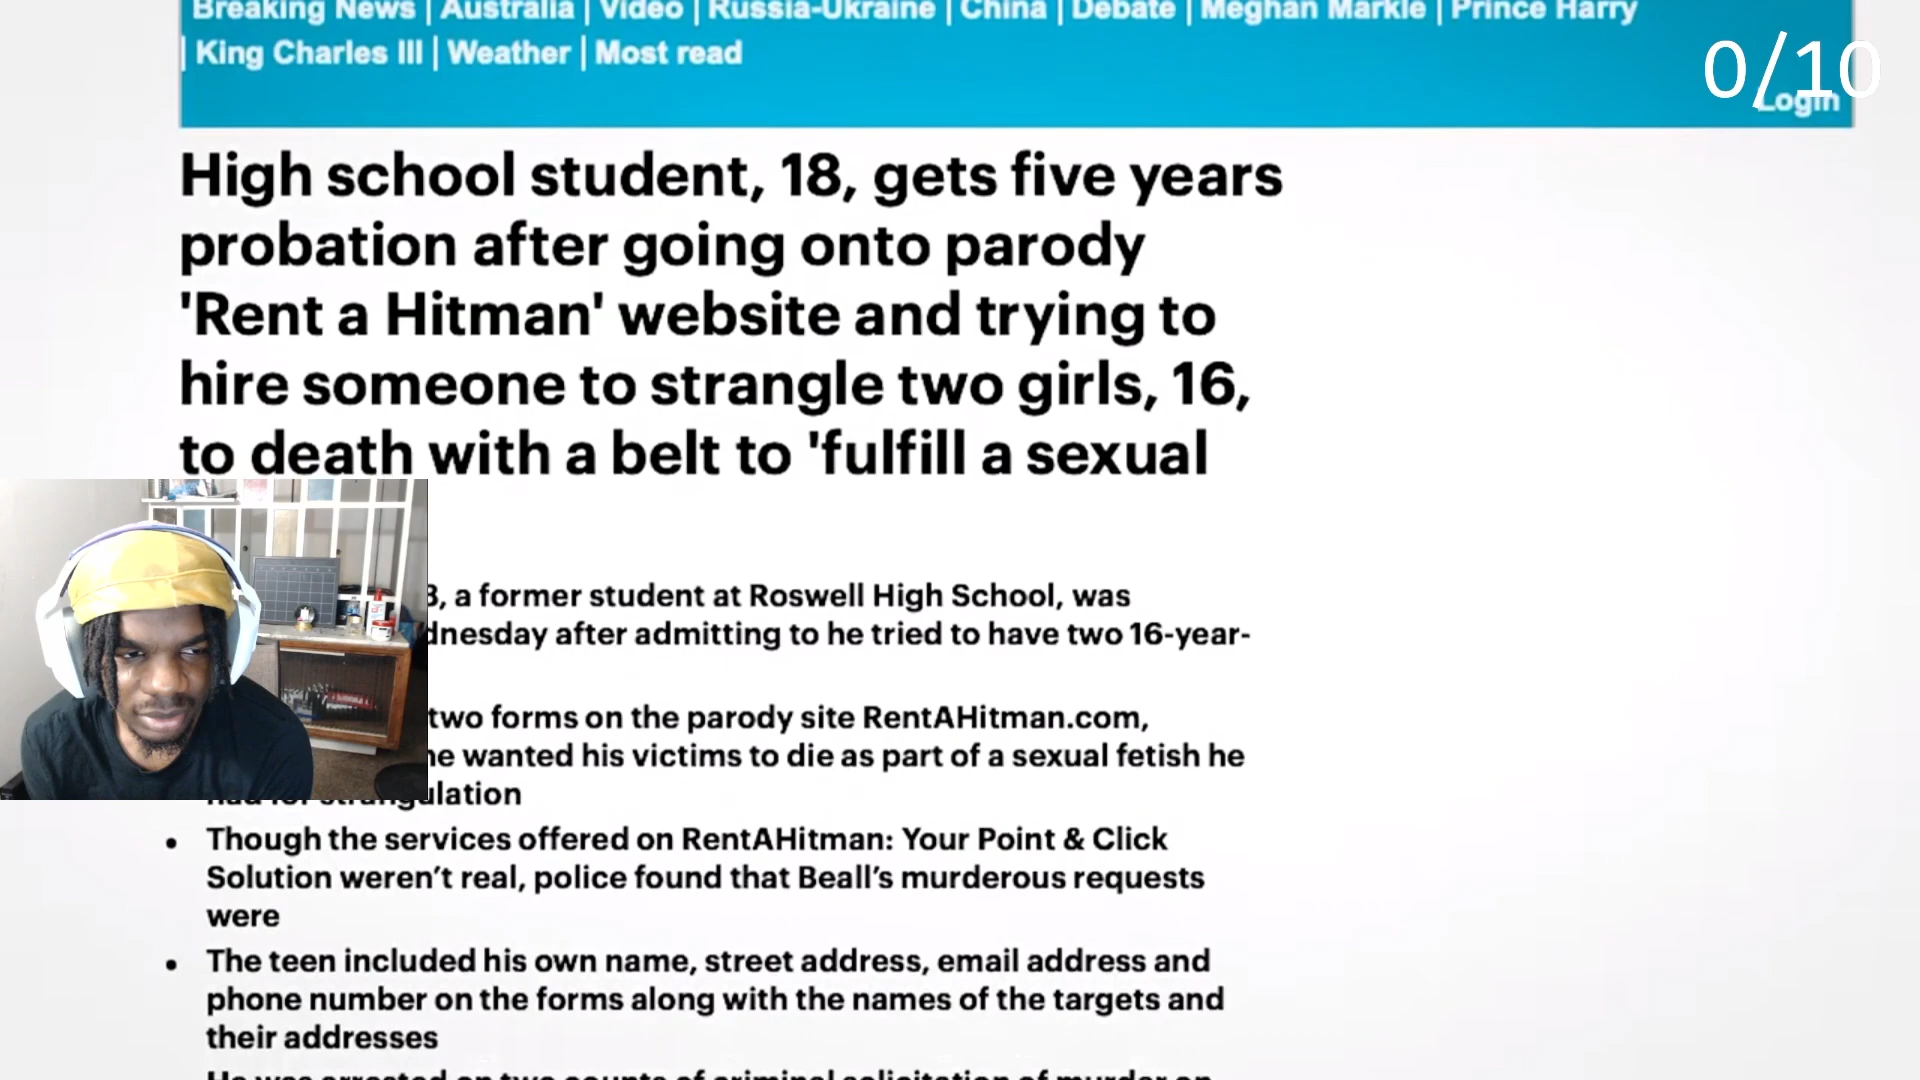 Breaking News | Australia | Video | Russia-Ukraine | China | Debate | Meghan Markle | Prince Harry
| King Charles III | Weather | Most read
0/10
Login
High school student, 18, gets five years
probation after going onto parody
'Rent a Hitman' website and trying to
hire someone to strangle two girls, 16,
to death with a belt to 'fulfill a sexual
, a former student at Roswell High School, was
after admitting to he tried to have two 16-year-
two forms on the parody site RentAHitman.com,
he wanted his victims to die as part of a sexual fetish he
• Though the services offered on RentAHitman: Your Point & Click
Solution weren't real, police found that Beall's murderous requests
were
• The teen included his own name, street address, email address and
phone number on the forms along with the names of the targets and
their addresses